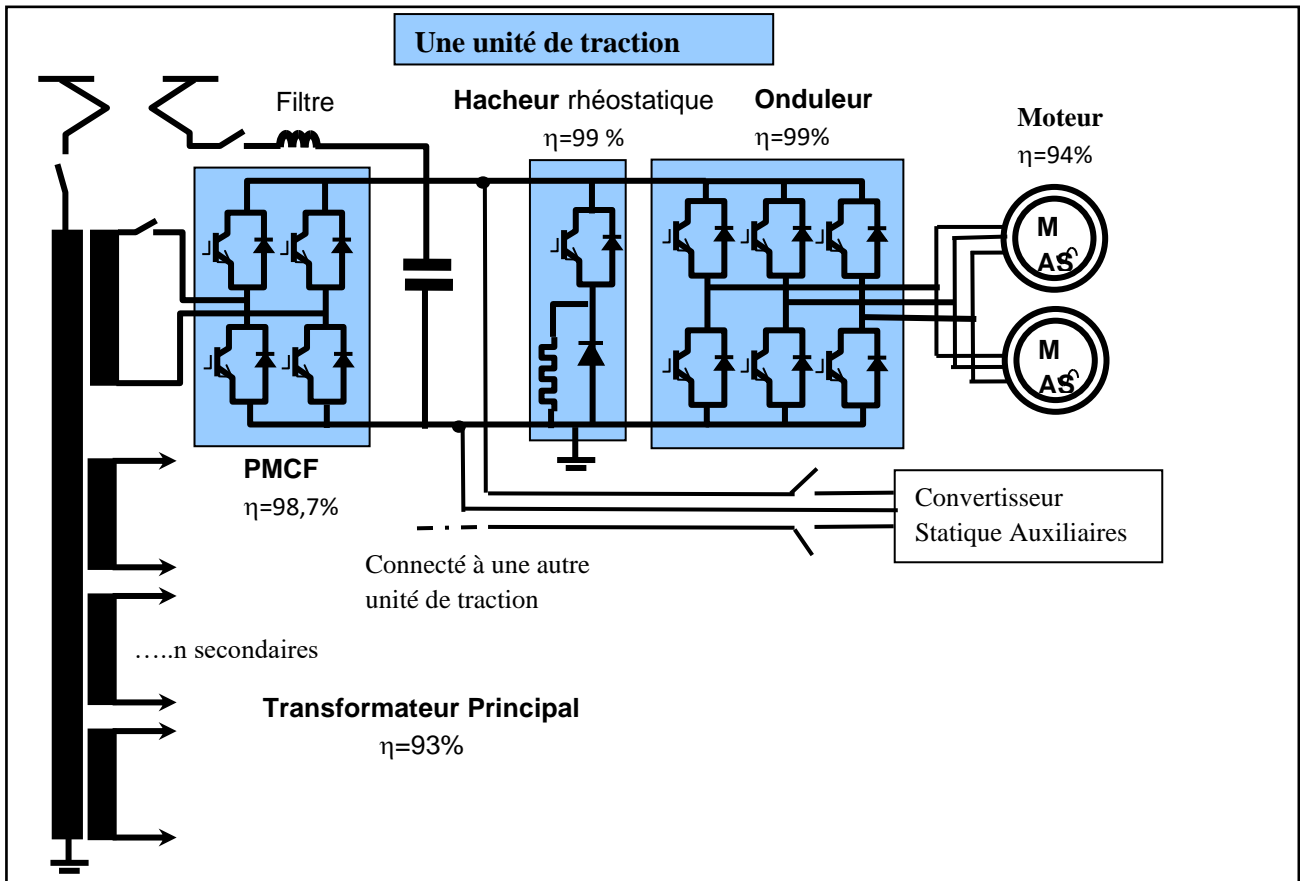 Une unité de traction
Filtre
Hacheur rhéostatique
η=99 %
Onduleur
η=99%
Moteur
η=94%
M
AS
M
AS
PMCF
η=98,7%
Convertisseur
Statique Auxiliaires
Connecté à une autre
unité de traction
.....n secondaires
Transformateur Principal
η=93%